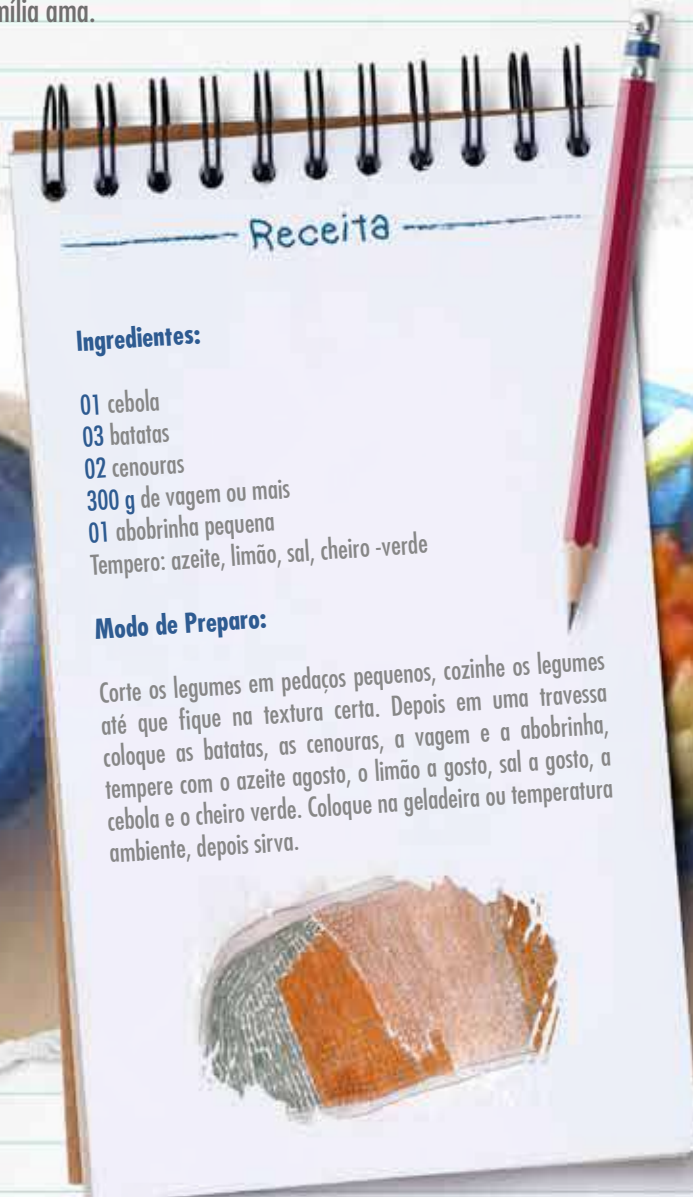 ama.
Receita
Ingredientes:
01 cebola
03 batatas
02 cenouras
300 g de vagem ou mais
01 abobrinha pequena
Tempero: azeite, limão, sal, cheiro -verde
Modo de Preparo:
Corte os legumes em pedaços pequenos, cozinhe os legumes
até que fique na textura certa. Depois em uma travessa
coloque as batatas, as cenouras, a vagem e a abobrinha,
tempere com o azeite agosto, o limão a gosto, sal a gosto, a
cebola e o cheiro verde. Coloque na geladeira ou temperatura
ambiente, depois sirva.